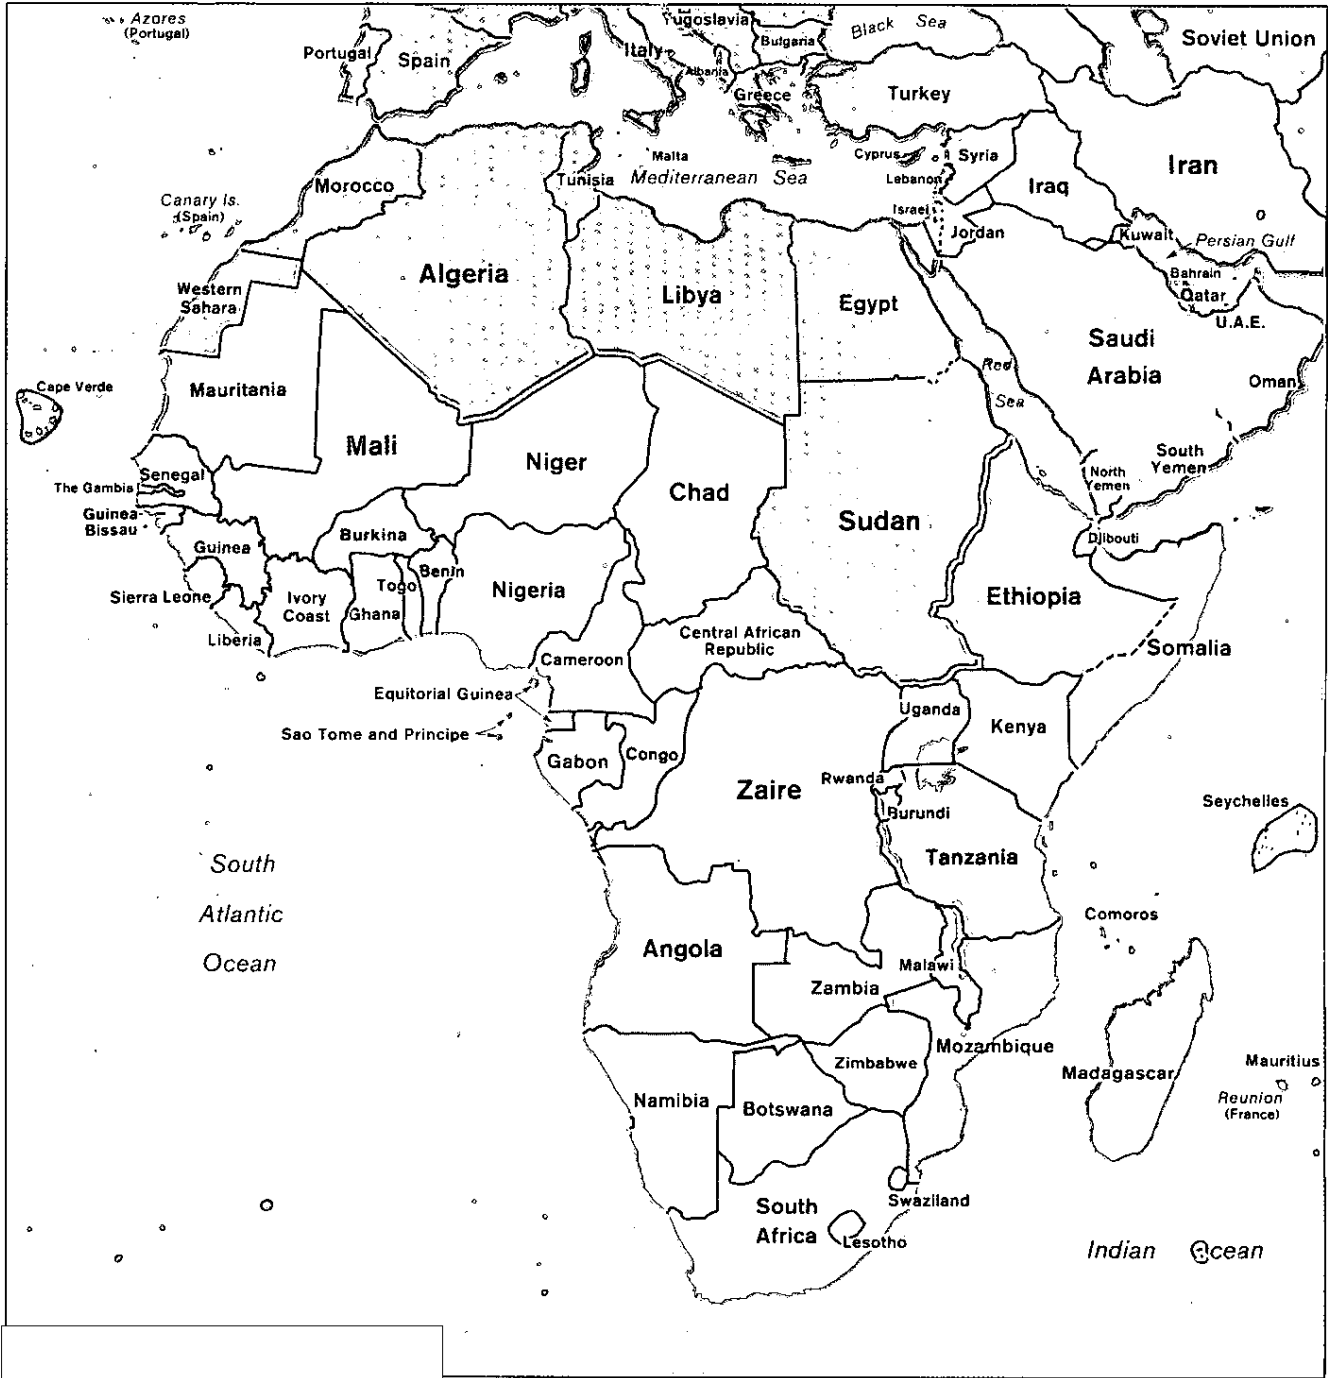 Azores
(Portugal)
Portugal
Spain
Italy
Yugoslavia
Albania
Greece
Bulgaria
Black Sea
Soviet Union
Turkey
Cyprus
Syria
Lebanon
Israel
Jordan
Iraq
Iran
Kuwait
Persian Gulf
Bahrain
Qatar
U.A.E.
Saudi
Arabia
Oman
Red
Sea
South
Yemen
North
Yemen
Malta
Mediterranean Sea
Canary Is.
(Spain)
Morocco
Tunisia
Algeria
Libya
Egypt
Western
Sahara
Cape Verde
Mauritania
Mali
Niger
Chad
Sudan
Senegal
The Gambia
Guinea
Bissau
Guinea
Burkina
Benin
Togo
Nigeria
Djibouti
Ethiopia
Somalia
Sierra Leone
Ivory
Coast
Ghana
Liberia
Central African
Republic
Cameroon
Equitorial Guinea
Sao Tome and Principe
Gabon
Congo
Zaire
Uganda
Kenya
Rwanda
Burundi
Tanzania
Seychelles
South
Atlantic
Ocean
Comoros
Angola
Malawi
Zambia
Mozambique
Zimbabwe
Madagascar
Mauritius
Reunion
(France)
Namibia
Botswana
Swaziland
South
Africa
Lesotho
Indian Ocean